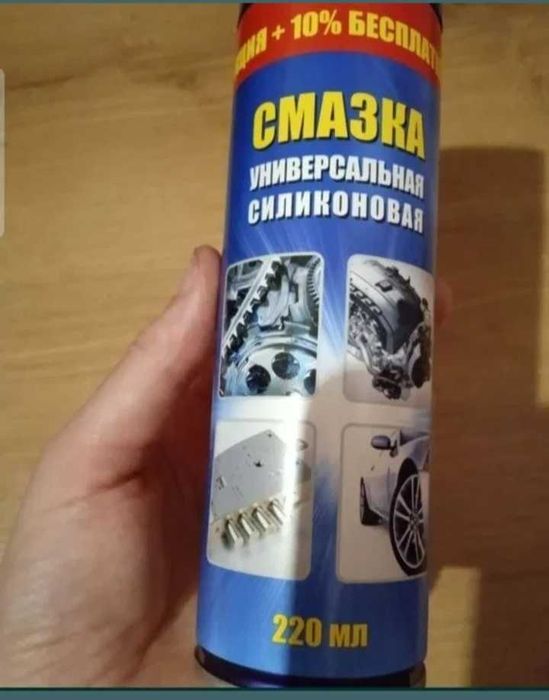 + 10%
СМАЗКА
УНИВЕРСАЛЬНАЯ
СИЛИКОНОВАЯ
220 МЛ